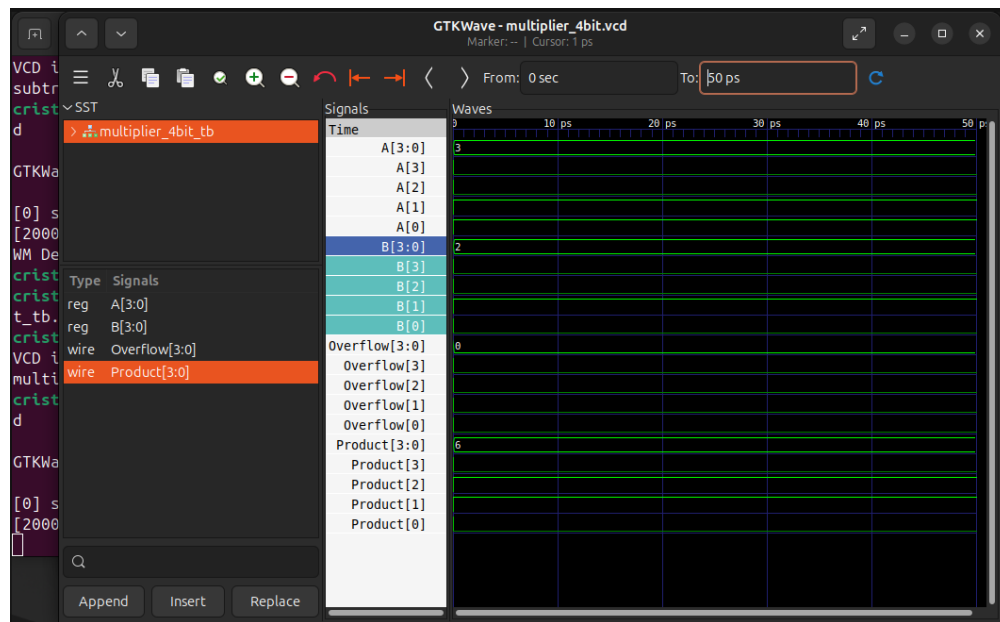 GTKWave - multiplier_4bit.vcd
Marker: -- | Cursor: 1 ps
From: 0 sec
To: 50 ps
VCD i
subtr
crist
d
GTKWa
[0] s
[2000
WM De
crist
crist
t_tb.
crist
VCD i
multi
crist
d
GTKWa
[0] s
[2000
SST
multiplier_4bit_tb
Type Signals
reg A[3:0]
reg B[3:0]
wire Overflow[3:0]
wire Product[3:0]
Append Insert Replace
Signals
Time
A[3:0]
A[3]
A[2]
A[1]
A[0]
B[3:0]
B[3]
B[2]
B[1]
B[0]
Overflow[3:0]
Overflow[3]
Overflow[2]
Overflow[1]
Overflow[0]
Product[3:0]
Product[3]
Product[2]
Product[1]
Product[0]
Waves
0 10 ps 20 ps 30 ps 40 ps 50 ps
3
2
0
6